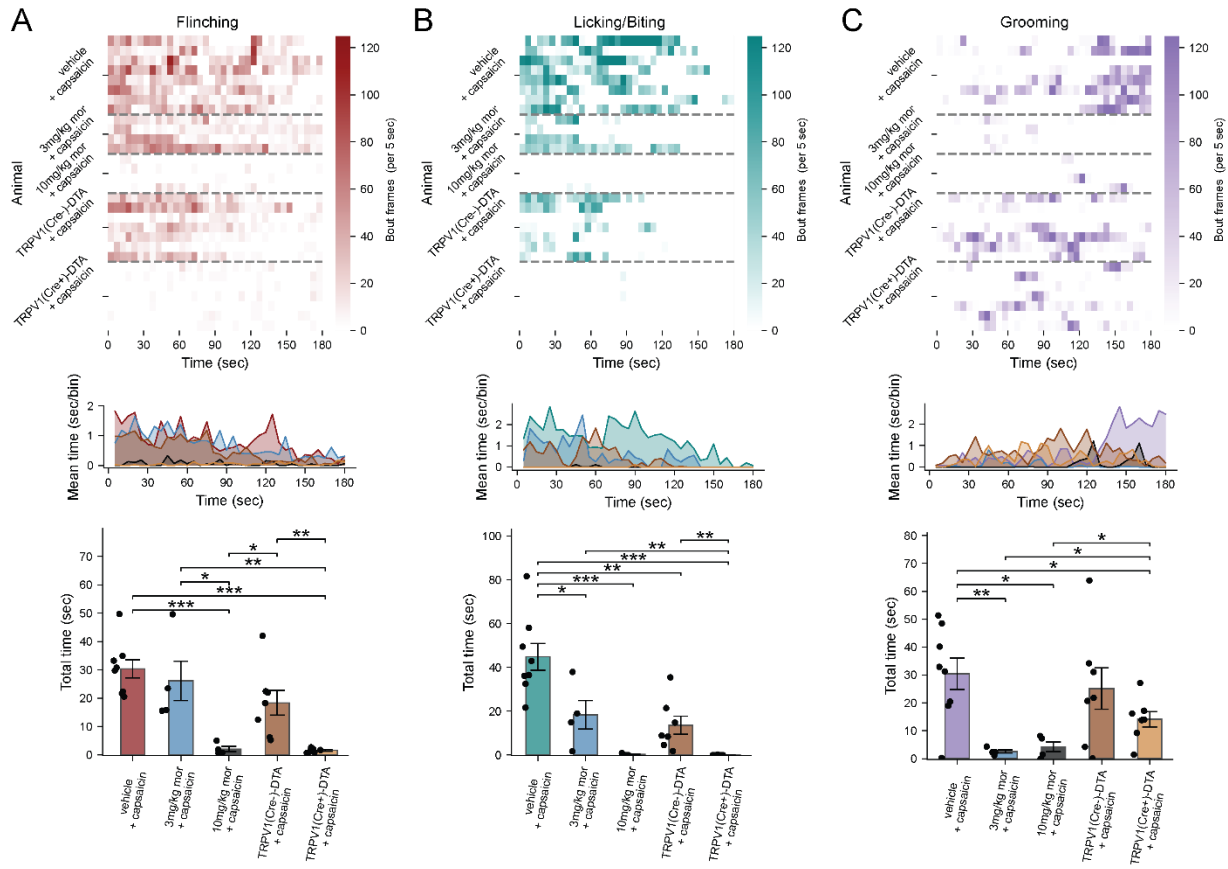 A
Flinching
vehicle
+ capsaicin
3mg/kg mor
+ capsaicin
10mg/kg mor
+ capsaicin
TRPV1(Cre-)-DTA
+ capsaicin
TRPV1(Cre+)-DTA
+ capsaicin
Animal
0 30 60 90 120 150 180
Time (sec)
120
100
80
60
40
20
0
Bout frames (per 5 sec)
B
Licking/Biting
vehicle
+ capsaicin
3mg/kg mor
+ capsaicin
10mg/kg mor
+ capsaicin
TRPV1(Cre-)-DTA
+ capsaicin
TRPV1(Cre+)-DTA
+ capsaicin
Animal
0 30 60 90 120 150 180
Time (sec)
120
100
80
60
40
20
0
Bout frames (per 5 sec)
C
Grooming
vehicle
+ capsaicin
3mg/kg mor
+ capsaicin
10mg/kg mor
+ capsaicin
TRPV1(Cre-)-DTA
+ capsaicin
TRPV1(Cre+)-DTA
+ capsaicin
Animal
0 30 60 90 120 150 180
Time (sec)
120
100
80
60
40
20
0
Bout frames (per 5 sec)
Mean time (sec/bin)
2
1
0
0 30 60 90 120 150 180
Time (sec)
Mean time (sec/bin)
2
1
0
0 30 60 90 120 150 180
Time (sec)
Mean time (sec/bin)
2
1
0
0 30 60 90 120 150 180
Time (sec)
Total time (sec)
70
60
50
40
30
20
10
0
**
*
**
*
***
***
vehicle
+ capsaicin
3mg/kg mor
+ capsaicin
10mg/kg mor
+ capsaicin
TRPV1(Cre-)-DTA
+ capsaicin
TRPV1(Cre+)-DTA
+ capsaicin
Total time (sec)
100
80
60
40
20
0
**
**
***
**
***
*
vehicle
+ capsaicin
3mg/kg mor
+ capsaicin
10mg/kg mor
+ capsaicin
TRPV1(Cre-)-DTA
+ capsaicin
TRPV1(Cre+)-DTA
+ capsaicin
Total time (sec)
80
70
60
50
40
30
20
10
0
*
*
*
*
**
vehicle
+ capsaicin
3mg/kg mor
+ capsaicin
10mg/kg mor
+ capsaicin
TRPV1(Cre-)-DTA
+ capsaicin
TRPV1(Cre+)-DTA
+ capsaicin